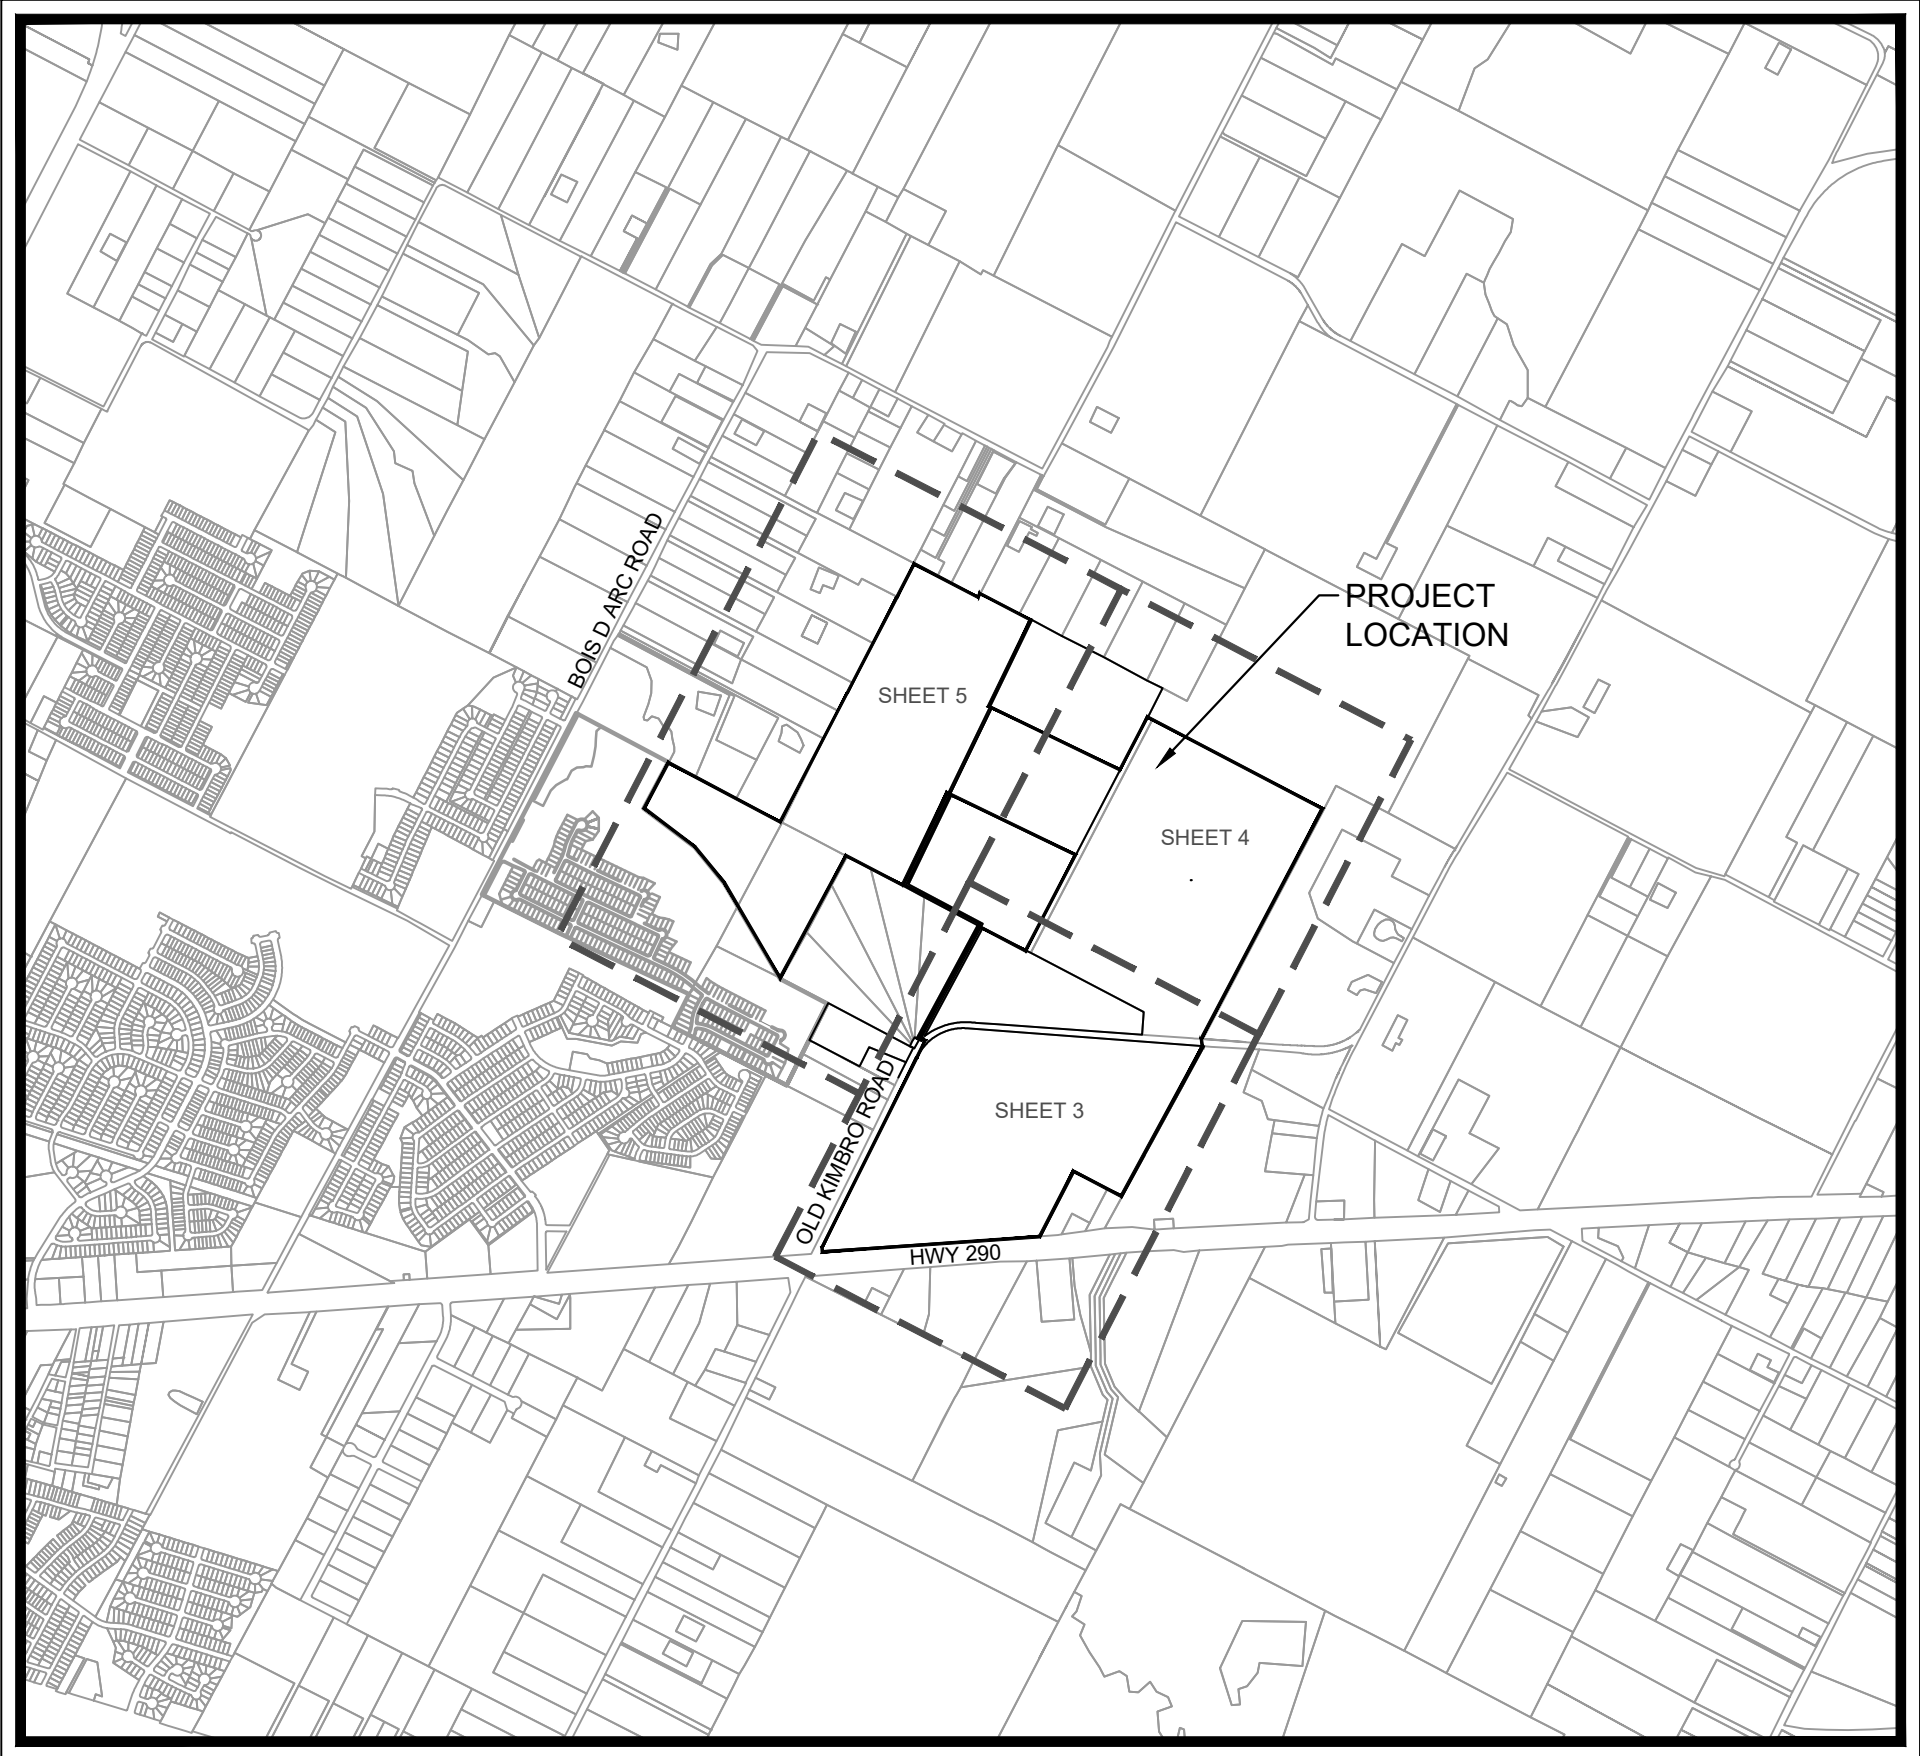 BOIS D ARC ROAD
PROJECT
LOCATION
SHEET 5
SHEET 4
SHEET 3
OLD KIMBRO ROAD
HWY 290